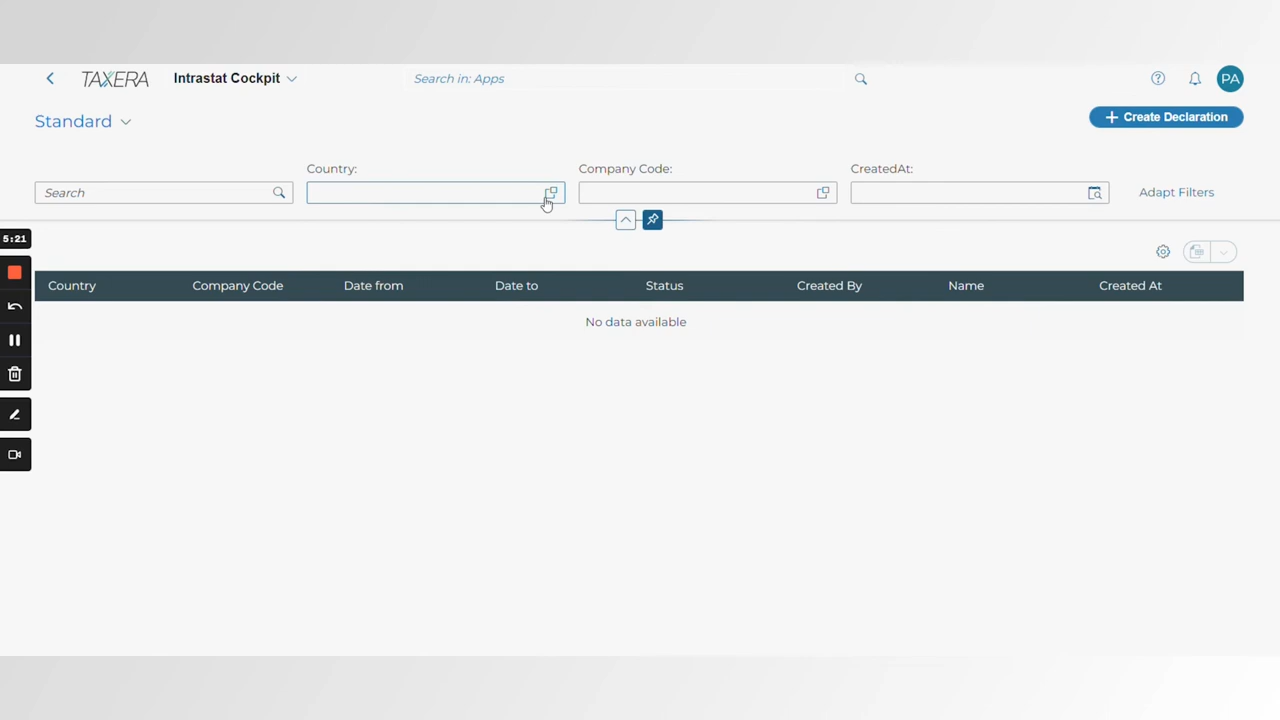 TAXERA Intrastat Cockpit Search in: Apps PA
Standard
Create Declaration
Country: Company Code: CreatedAt:
Search Adapt Filters
5:21
Country Company Code Date from Date to Status Created By Name Created At
No data available